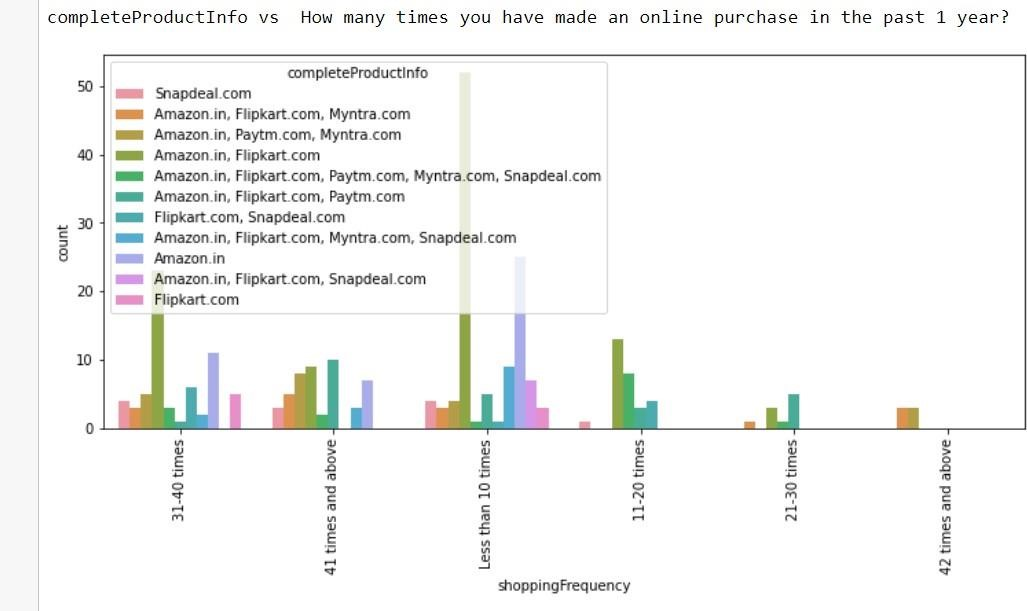 completeProductInfo vs  How many times you have made an online purchase in the past 1 year?
completeProductInfo
Snapdeal.com
Amazon.in, Flipkart.com, Myntra.com
Amazon.in, Paytm.com, Myntra.com
Amazon.in, Flipkart.com
Amazon.in, Flipkart.com, Paytm.com, Myntra.com, Snapdeal.com
Amazon.in, Flipkart.com, Paytm.com
Flipkart.com, Snapdeal.com
Amazon.in, Flipkart.com, Myntra.com, Snapdeal.com
Amazon.in
Amazon.in, Flipkart.com, Snapdeal.com
Flipkart.com
50
40
30
20
10
0
count
31-40 times
41 times and above
Less than 10 times
11-20 times
21-30 times
42 times and above
shoppingFrequency